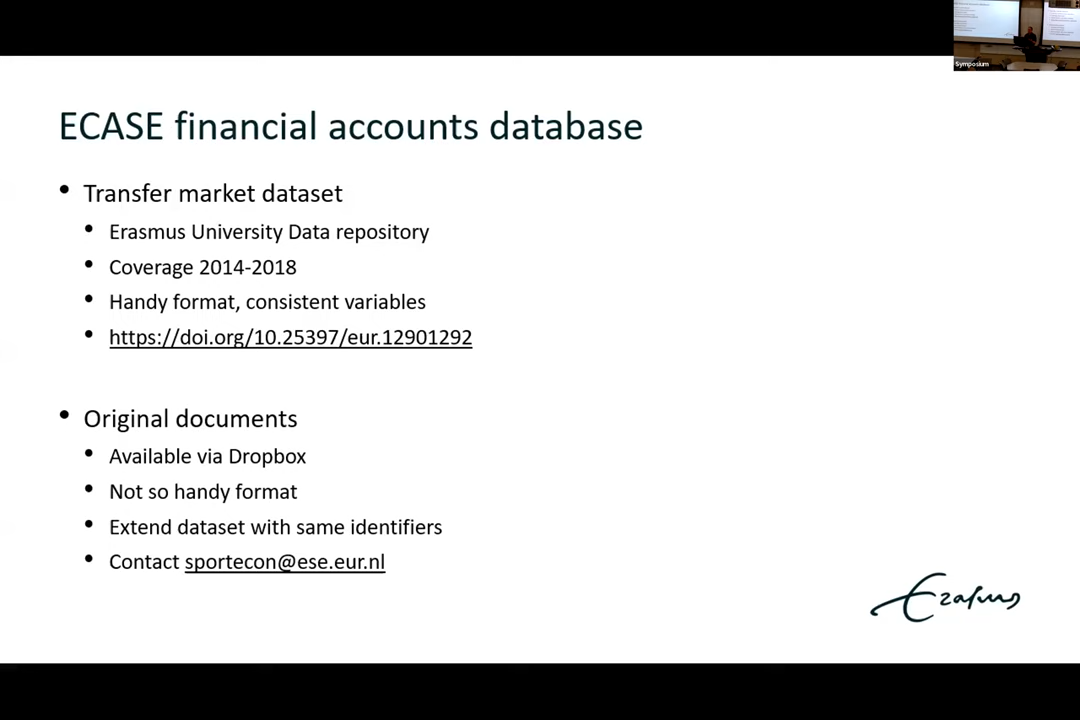 Symposium
ECASE financial accounts database
• Transfer market dataset
• Erasmus University Data repository
• Coverage 2014-2018
• Handy format, consistent variables
• https://doi.org/10.25397/eur.12901292
• Original documents
• Available via Dropbox
• Not so handy format
• Extend dataset with same identifiers
• Contact sportecon@ese.eur.nl
Erasmus